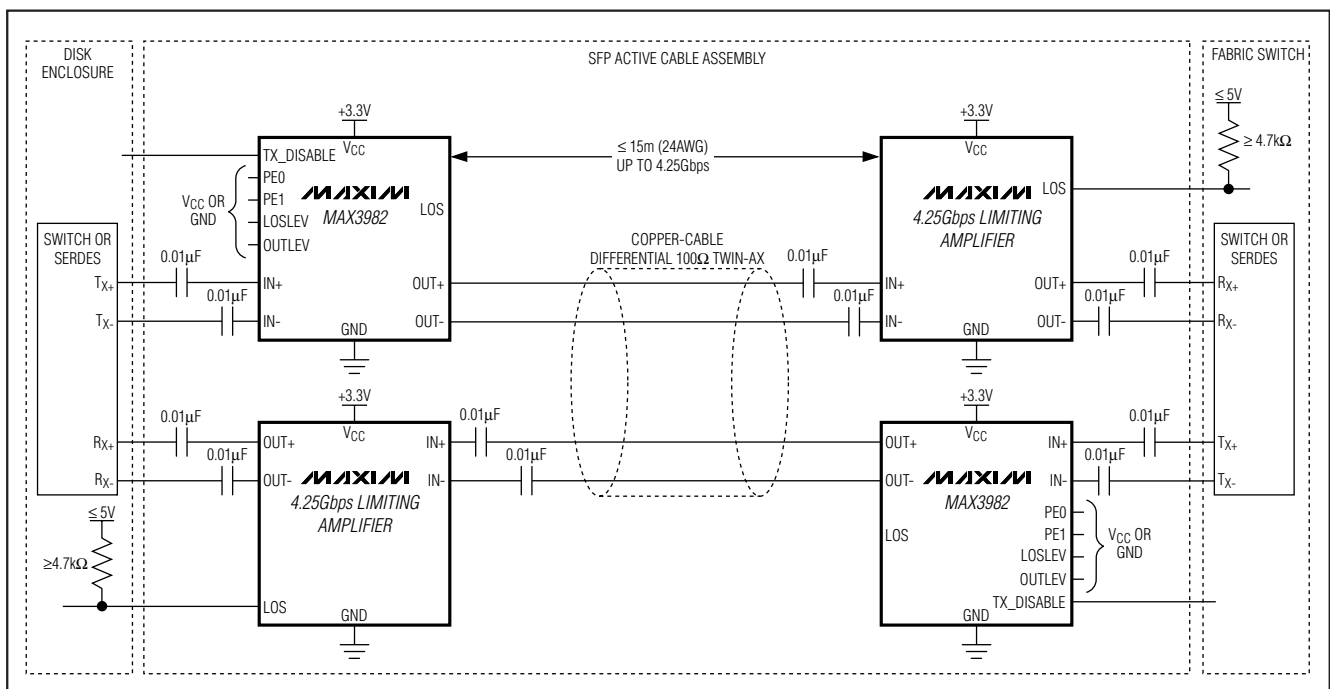 DISK
ENCLOSURE
SFP ACTIVE CABLE ASSEMBLY
FABRIC SWITCH
+3.3V
VCC
TX_DISABLE
PE0
PE1
LOSLEV
OUTLEV
VCC OR
GND
MAXIM
MAX3982
LOS
IN+
IN-
OUT+
OUT-
GND
≤ 15m (24AWG)
UP TO 4.25Gbps
COPPER-CABLE
DIFFERENTIAL 100Ω TWIN-AX
+3.3V
VCC
MAXIM
4.25Gbps LIMITING
AMPLIFIER
LOS
IN+
IN-
OUT+
OUT-
GND
≤ 5V
≥ 4.7kΩ
SWITCH OR
SERDES
TX+
TX-
RX+
RX-
0.01µF
0.01µF
0.01µF
0.01µF
0.01µF
0.01µF
SWITCH OR
SERDES
RX+
RX-
TX+
TX-
0.01µF
0.01µF
+3.3V
VCC
OUT+
OUT-
MAXIM
4.25Gbps LIMITING
AMPLIFIER
IN+
IN-
LOS
GND
≤ 5V
≥4.7kΩ
0.01µF
0.01µF
+3.3V
VCC
OUT+
OUT-
MAXIM
MAX3982
LOS
IN+
IN-
PE0
PE1
LOSLEV
OUTLEV
TX_DISABLE
VCC OR
GND
GND
0.01µF
0.01µF